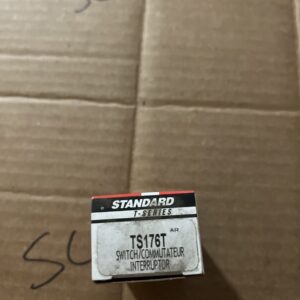 STANDARD
T-SERIES
TS176T AR
SWITCH/COMMUTATEUR
INTERRUPTOR